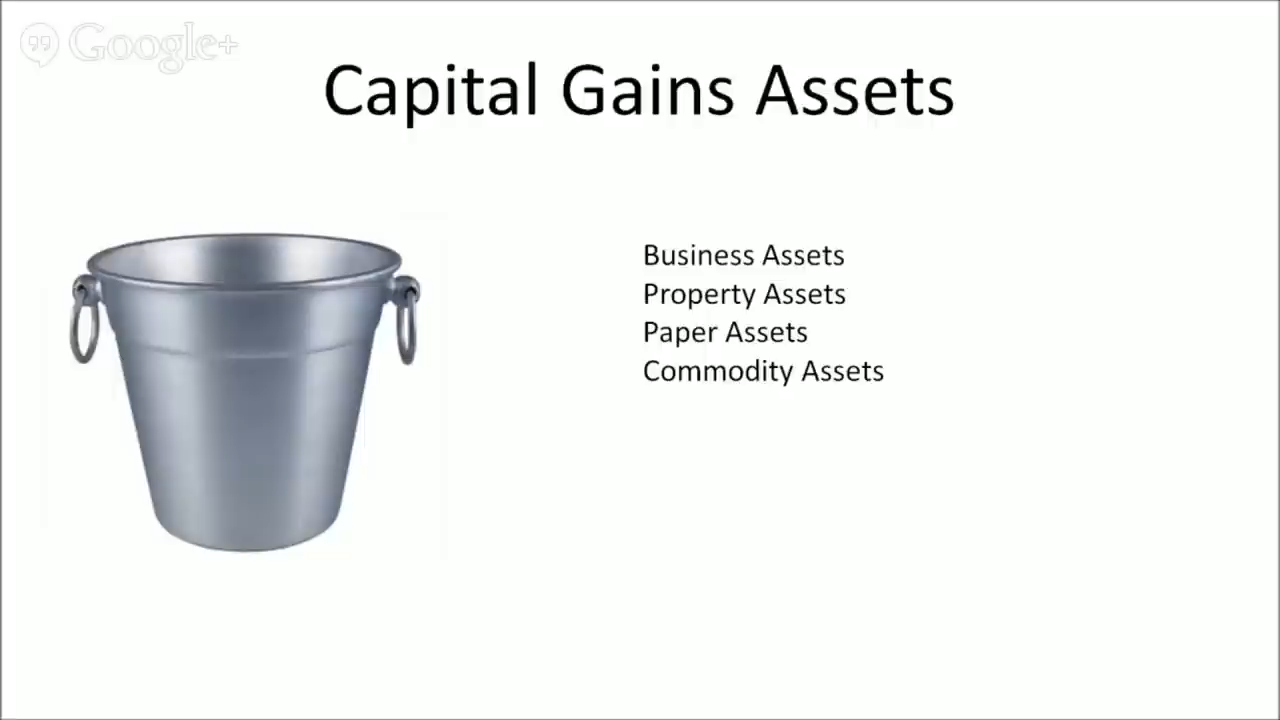 Google+
Capital Gains Assets
Business Assets
Property Assets
Paper Assets
Commodity Assets